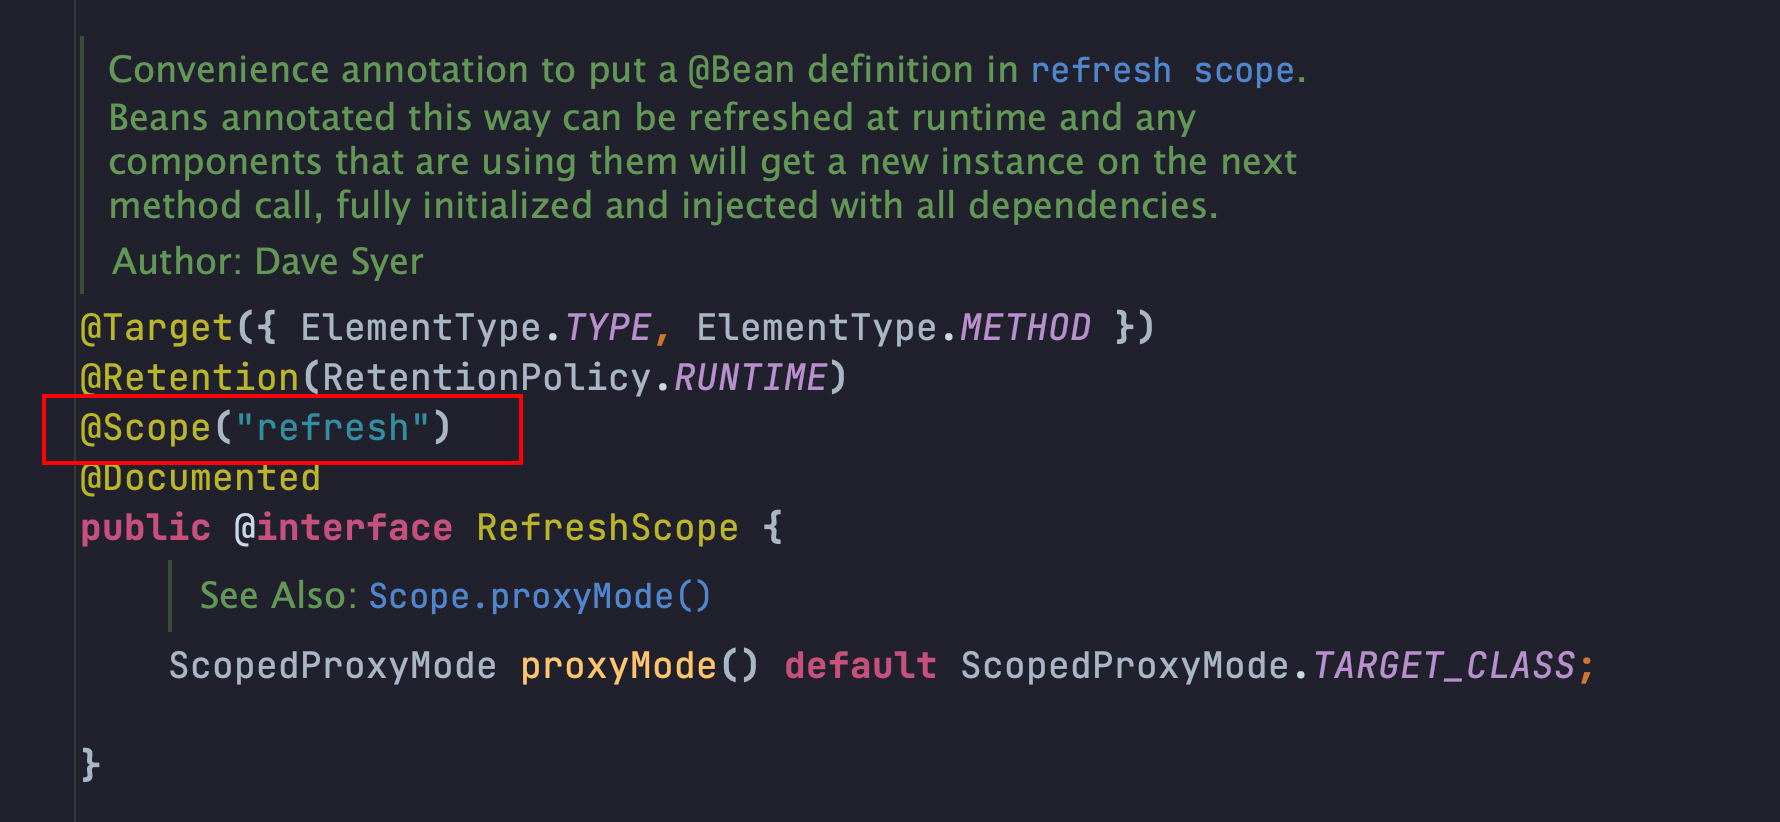 Convenience annotation to put a @Bean definition in refresh scope.
Beans annotated this way can be refreshed at runtime and any
components that are using them will get a new instance on the next
method call, fully initialized and injected with all dependencies.
Author: Dave Syer
@Target({ ElementType.TYPE, ElementType.METHOD })
@Retention(RetentionPolicy.RUNTIME)
@Scope("refresh")
@Documented
public @interface RefreshScope {
See Also: Scope.proxyMode()
ScopedProxyMode proxyMode() default ScopedProxyMode.TARGET_CLASS;
}